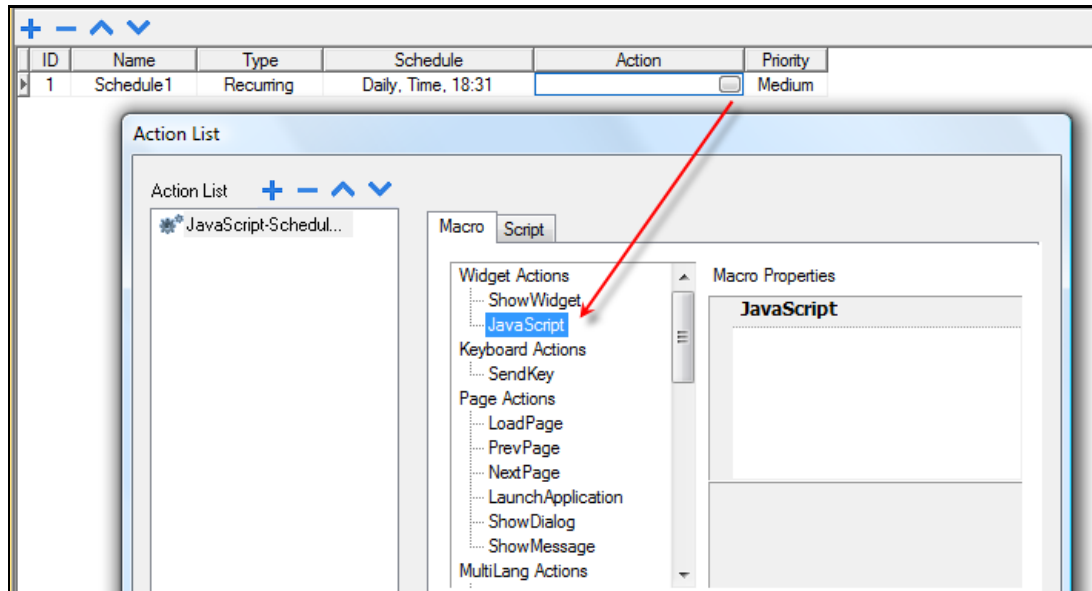 ID Name Type Schedule Action Priority
1 Schedule1 Recurring Daily, Time, 18:31 Medium
Action List
Action List
JavaScript-Schedul...
Macro Script
Widget Actions
ShowWidget
JavaScript
Keyboard Actions
SendKey
Page Actions
LoadPage
PrevPage
NextPage
LaunchApplication
ShowDialog
ShowMessage
MultiLang Actions
Macro Properties
JavaScript